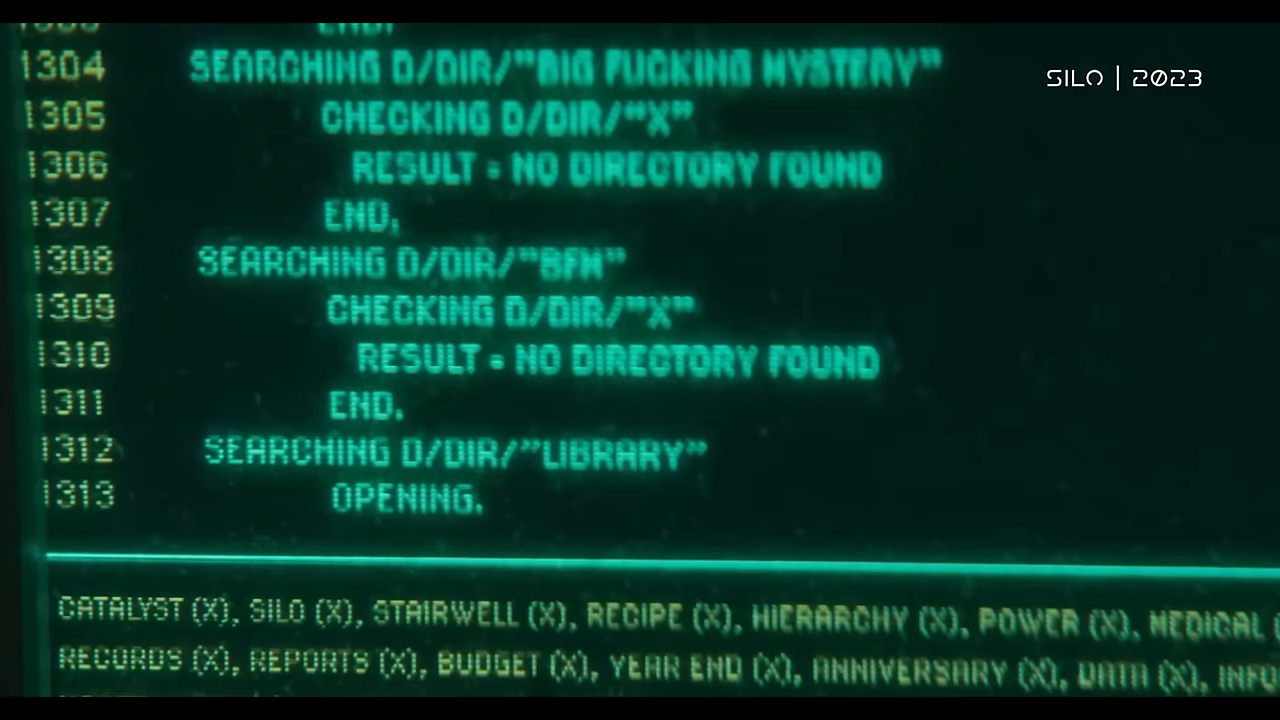 END.
1304 SEARCHING D/DIR/"BIG FUCKING MYSTERY"
SILO | 2023
1305 CHECKING D/DIR/"X"
1306 RESULT = NO DIRECTORY FOUND
1307 END.
1308 SEARCHING D/DIR/"BFM"
1309 CHECKING D/DIR/"X"
1310 RESULT = NO DIRECTORY FOUND
1311 END.
1312 SEARCHING D/DIR/"LIBRARY"
1313 OPENING.
CATALYST (X), SILO (X), STAIRWELL (X), RECIPE (X), HIERARCHY (X), POWER (X), MEDICAL (
RECORDS (X), REPORTS (X), BUDGET (X), YEAR END (X), ANNIVERSARY (X), DATA (X), INFO